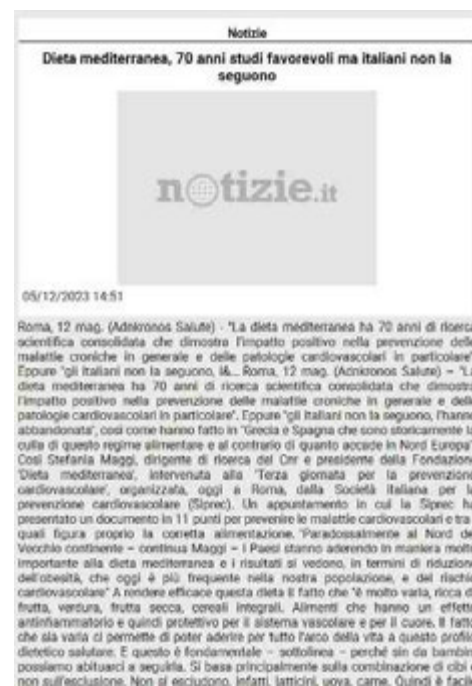 Notizie
Dieta mediterranea, 70 anni studi favorevoli ma italiani non la
seguono
notizie.it
05/12/2023 14:51
Roma, 12 mag. (Adnkronos Salute) - "La dieta mediterranea ha 70 anni di ricerca
scientifica consolidata che dimostra l'impatto positivo nella prevenzione delle
malattie croniche in generale e delle patologie cardiovascolari in particolare".
Eppure "gli italiani non la seguono, l&... Roma, 12 mag. (Adnkronos Salute) – "La
dieta mediterranea ha 70 anni di ricerca scientifica consolidata che dimostra
l'impatto positivo nella prevenzione delle malattie croniche in generale e delle
patologie cardiovascolari in particolare". Eppure "gli italiani non la seguono, l'hanno
abbandonata", così come hanno fatto in "Grecia e Spagna che sono storicamente la
culla di questo regime alimentare e al contrario di quanto accade in Nord Europa".
Così Stefania Maggi, dirigente di ricerca del Cnr e presidente della Fondazione
'Dieta mediterranea', intervenuta alla 'Terza giornata per la prevenzione
cardiovascolare', organizzata, oggi a Roma, dalla Società italiana per la
prevenzione cardiovascolare (Siprec). Un appuntamento in cui la Siprec ha
presentato un documento in 11 punti per prevenire le malattie cardiovascolari e tra i
quali figura proprio la corretta alimentazione. "Paradossalmente al Nord del
Vecchio continente – continua Maggi – i Paesi stanno aderendo in maniera molto
importante alla dieta mediterranea e i risultati si vedono, in termini di riduzione
dell'obesità, che oggi è più frequente nella nostra popolazione, e del rischio
cardiovascolare" A rendere efficace questa dieta il fatto che "è molto varia, ricca di
frutta, verdura, frutta secca, cereali integrali. Alimenti che hanno un effetto
antinfiammatorio e quindi protettivo per il sistema vascolare e per il cuore. Il fatto
che sia varia ci permette di poter aderire per tutto l'arco della vita a questo profilo
dietetico salutare. E questo è fondamentale – sottolinea – perché sin da bambini
possiamo abituarci a seguirla. Si basa principalmente sulla combinazione di cibi e
non sull'esclusione. Non si escludono, infatti, latticini, uova, carne. Quindi è facile